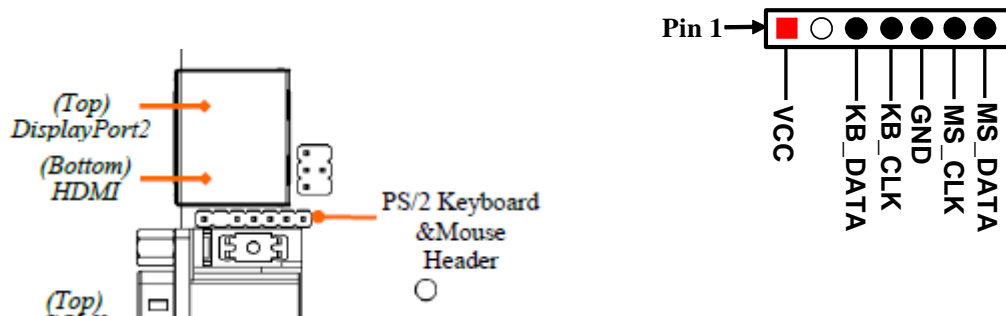 Pin 1
VCC
KB_DATA
KB_CLK
GND
MS_CLK
MS_DATA
(Top)
DisplayPort2
(Bottom)
HDMI
PS/2 Keyboard
&Mouse
Header
(Top)